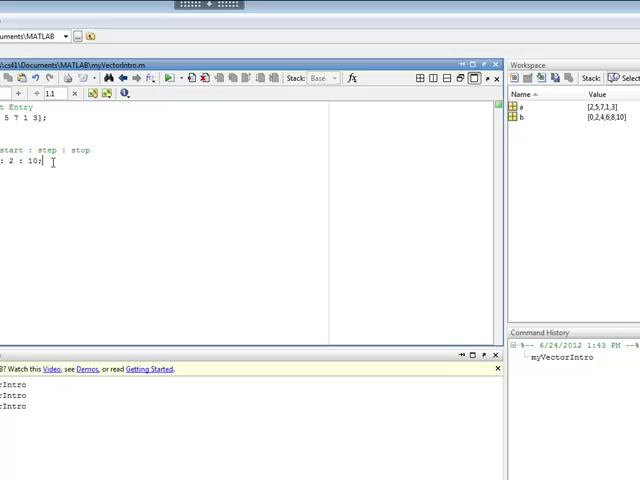 ocuments\MATLAB
\cs41\Documents\MATLAB\myVectorIntro.m
Stack: Base
fx
1.1
t Entry
5 7 1 3];
start : step : stop
: 2 : 10;
B? Watch this Video, see Demos, or read Getting Started.
rIntro
rIntro
rIntro
Workspace
Stack: Select
Name Value
a [2,5,7,1,3]
b [0,2,4,6,8,10]
Command History
%-- 6/24/2012 1:43 PM --%
myVectorIntro